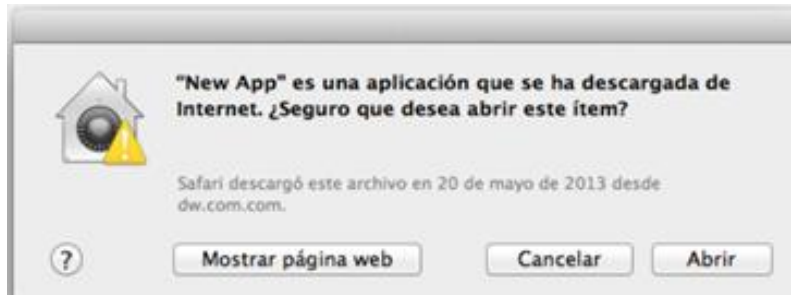 "New App" es una aplicación que se ha descargada de
Internet. ¿Seguro que desea abrir este ítem?
Safari descargó este archivo en 20 de mayo de 2013 desde
dw.com.com.
?
Mostrar página web
Cancelar
Abrir